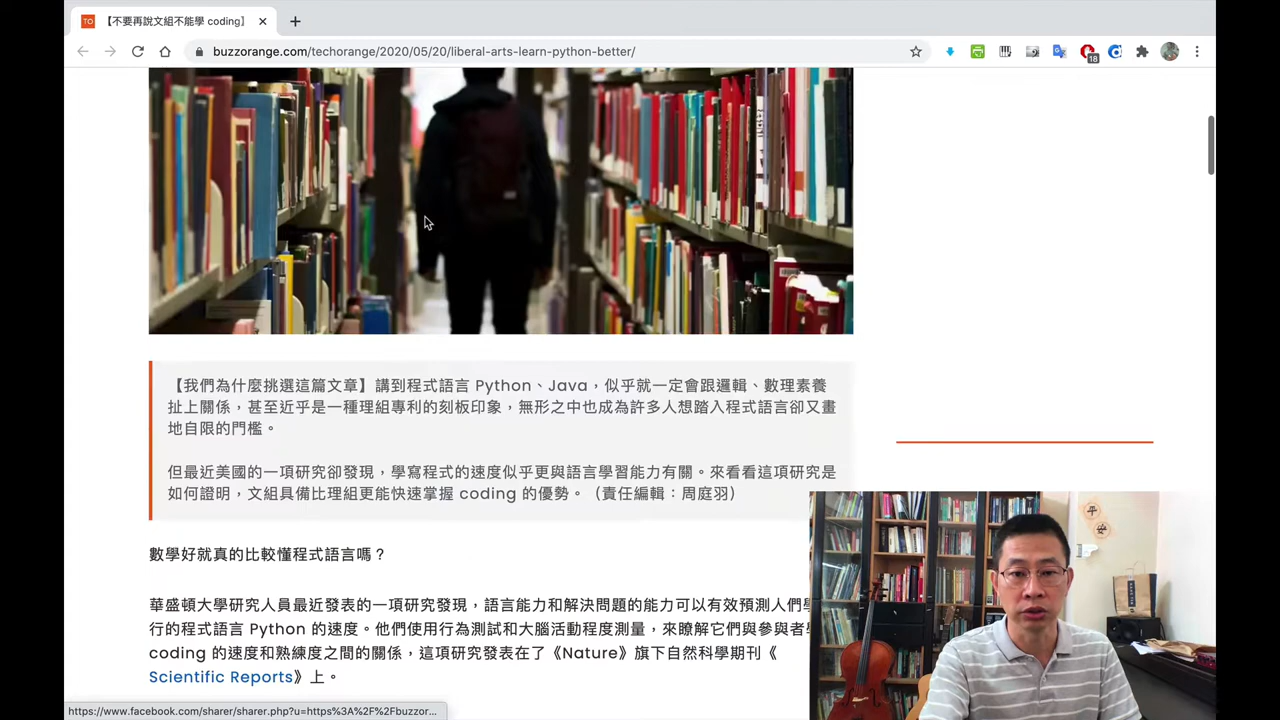 TO
【不要再說文組不能學 coding】
buzzorange.com/techorange/2020/05/20/liberal-arts-learn-python-better/
18
【我們為什麼挑選這篇文章】講到程式語言 Python、Java，似乎就一定會跟邏輯、數理素養
扯上關係，甚至近乎是一種理組專利的刻板印象，無形之中也成為許多人想踏入程式語言卻又畫
地自限的門檻。
但最近美國的一項研究卻發現，學寫程式的速度似乎更與語言學習能力有關。來看看這項研究是
如何證明，文組具備比理組更能快速掌握 coding 的優勢。（責任編輯：周庭羽）
數學好就真的比較懂程式語言嗎？
華盛頓大學研究人員最近發表的一項研究發現，語言能力和解決問題的能力可以有效預測人們
行的程式語言 Python 的速度。他們使用行為測試和大腦活動程度測量，來瞭解它們與參與者
coding 的速度和熟練度之間的關係，這項研究發表在了《Nature》旗下自然科學期刊《
Scientific Reports》上。
平
安
https://www.facebook.com/sharer/sharer.php?u=https%3A%2F%2Fbuzzor...